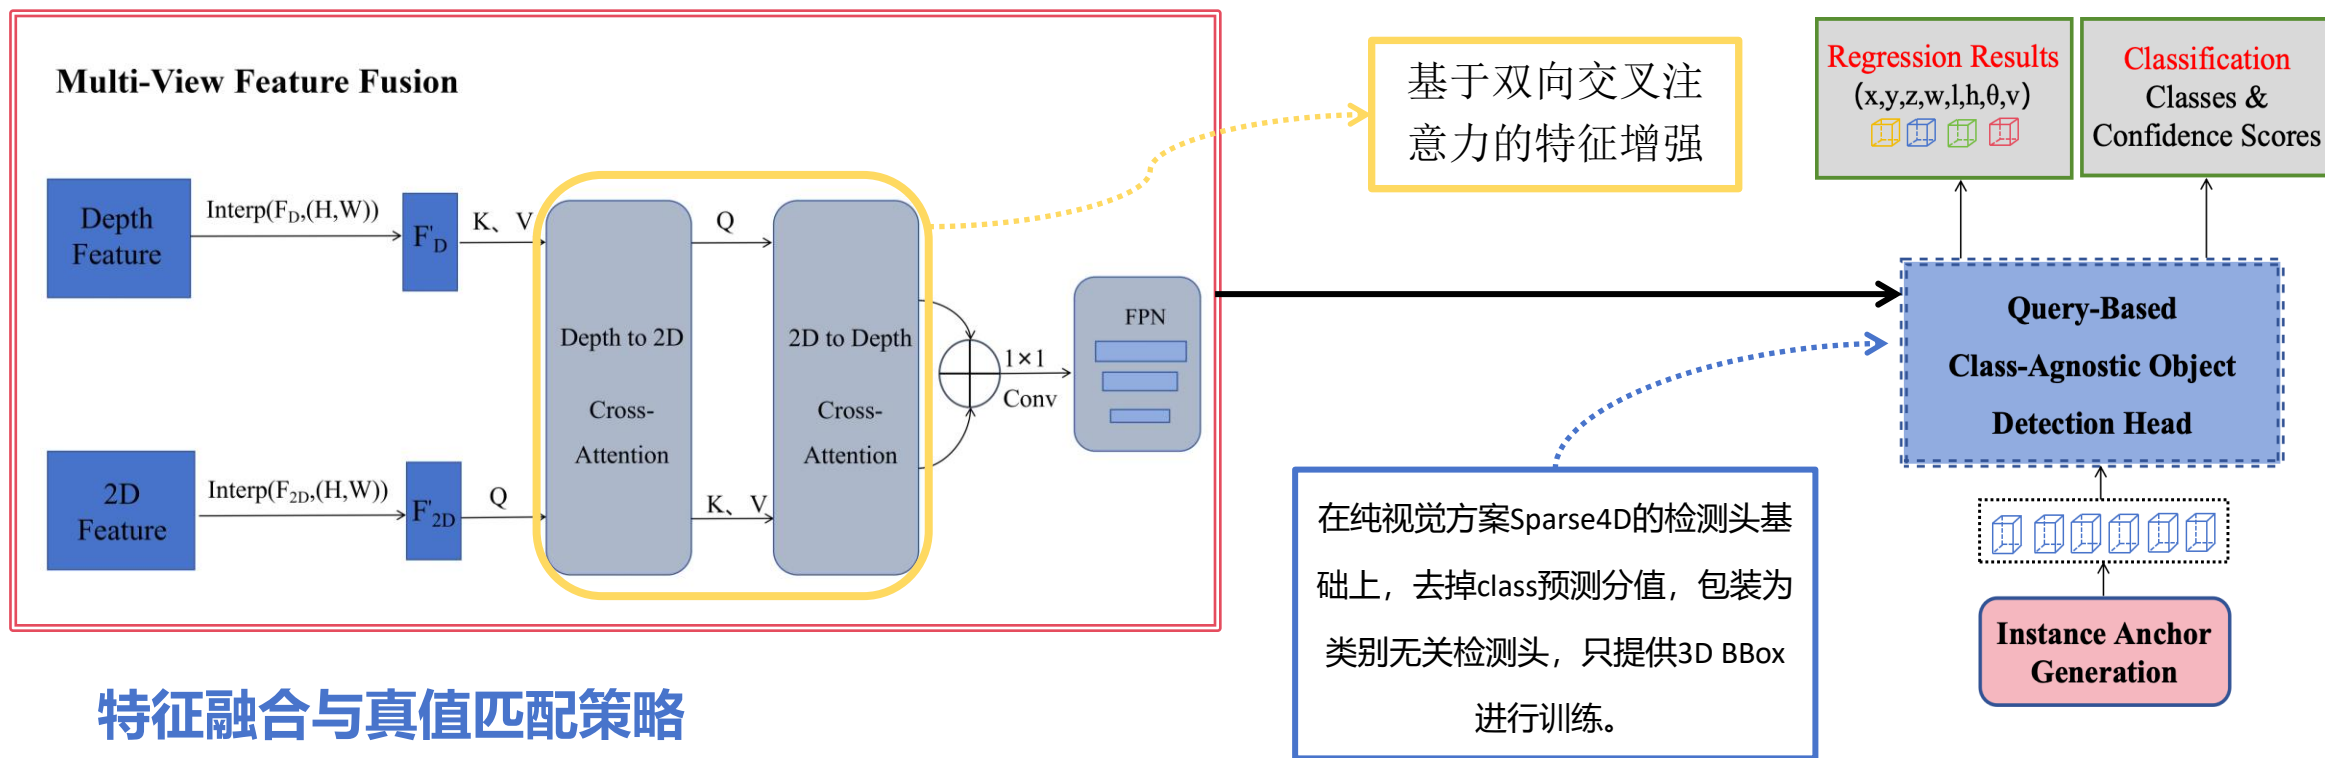 Multi-View Feature Fusion
Depth
Feature
Interp(F_D,(H,W))
F'_D
K、V
Q
2D
Feature
Interp(F_2D,(H,W))
F'_2D
Q
K、V
Depth to 2D
Cross-
Attention
2D to Depth
Cross-
Attention
1×1
Conv
FPN
基于双向交叉注
意力的特征增强
Regression Results
(x,y,z,w,l,h,θ,v)
Classification
Classes &
Confidence Scores
Query-Based
Class-Agnostic Object
Detection Head
Instance Anchor
Generation
在纯视觉方案Sparse4D的检测头基
础上，去掉class预测分值，包装为
类别无关检测头，只提供3D BBox
进行训练。
特征融合与真值匹配策略